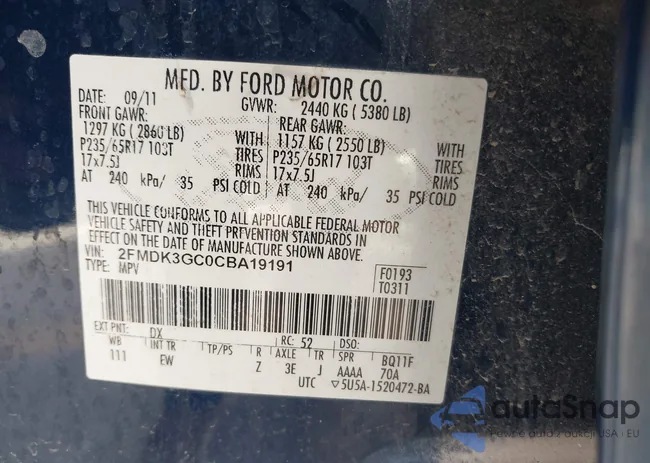 MFD. BY FORD MOTOR CO.
DATE: 09/11 GVWR: 2440 KG ( 5380 LB)
FRONT GAWR: REAR GAWR:
1297 KG ( 2860 LB) WITH 1157 KG ( 2550 LB) WITH
P235/65R17 103T TIRES P235/65R17 103T TIRES
17x7.5J RIMS 17x7.5J RIMS
AT 240 kPa/ 35 PSI COLD AT 240 kPa/ 35 PSI COLD
THIS VEHICLE CONFORMS TO ALL APPLICABLE FEDERAL MOTOR
VEHICLE SAFETY AND THEFT PREVENTION STANDARDS IN
EFFECT ON THE DATE OF MANUFACTURE SHOWN ABOVE.
VIN: 2FMDK3GC0CBA19191 F0193
TYPE: MPV T0311
EXT PNT: DX RC: 52 DSO:
WB INT TR TP/PS R AXLE TR SPR BQ11F
111 EW Z 3E J AAAA 70A
UTC ▽5U5A-1520472-BA
autoSnap
Pewne auta i aukcji USA i EU